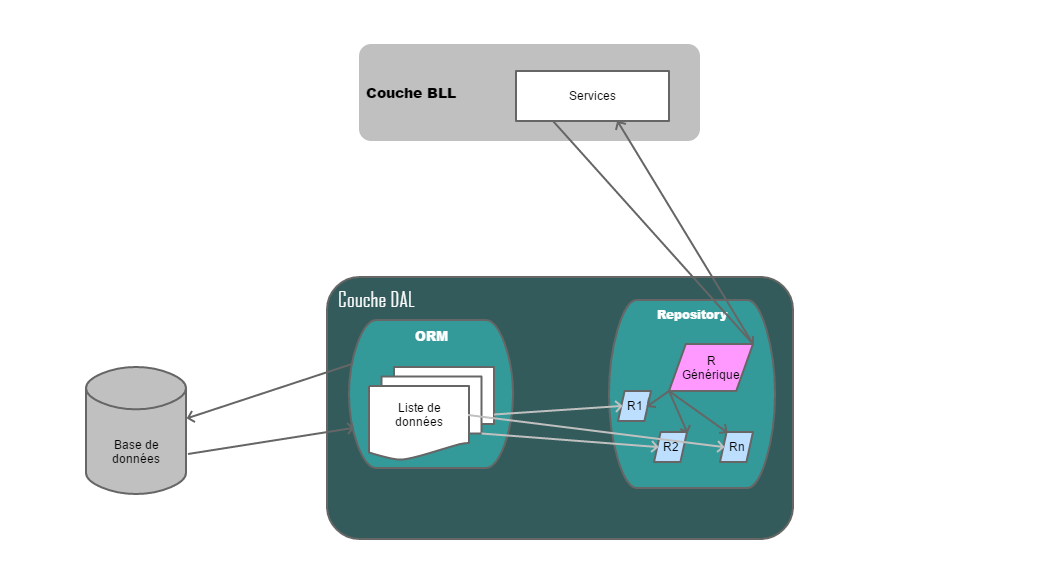 Couche BLL
Services
Couche DAL
Repository
ORM
R
Générique
Liste de
données
R1
Base de
données
R2
Rn